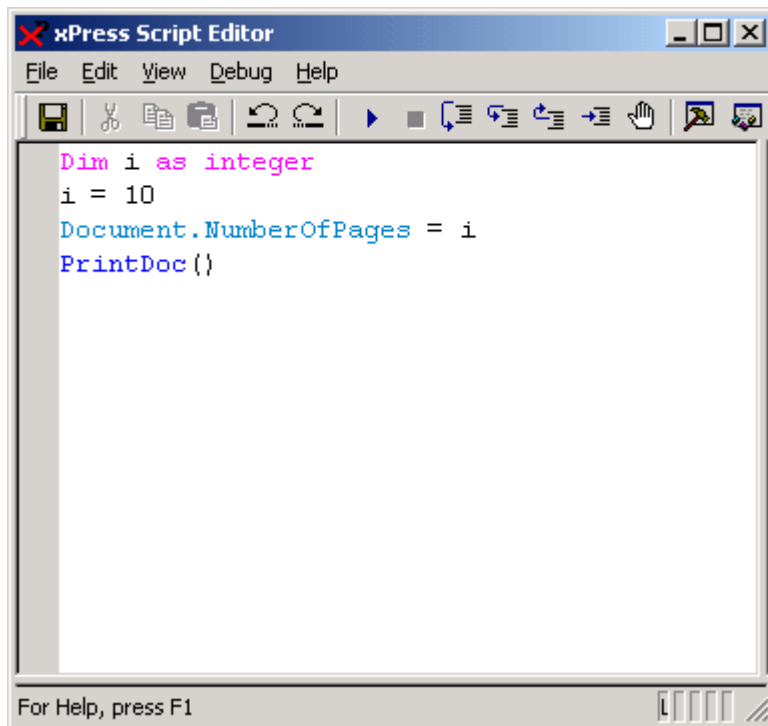 xPress Script Editor
File Edit View Debug Help
Dim i as integer
i = 10
Document.NumberOfPages = i
PrintDoc()
For Help, press F1
L